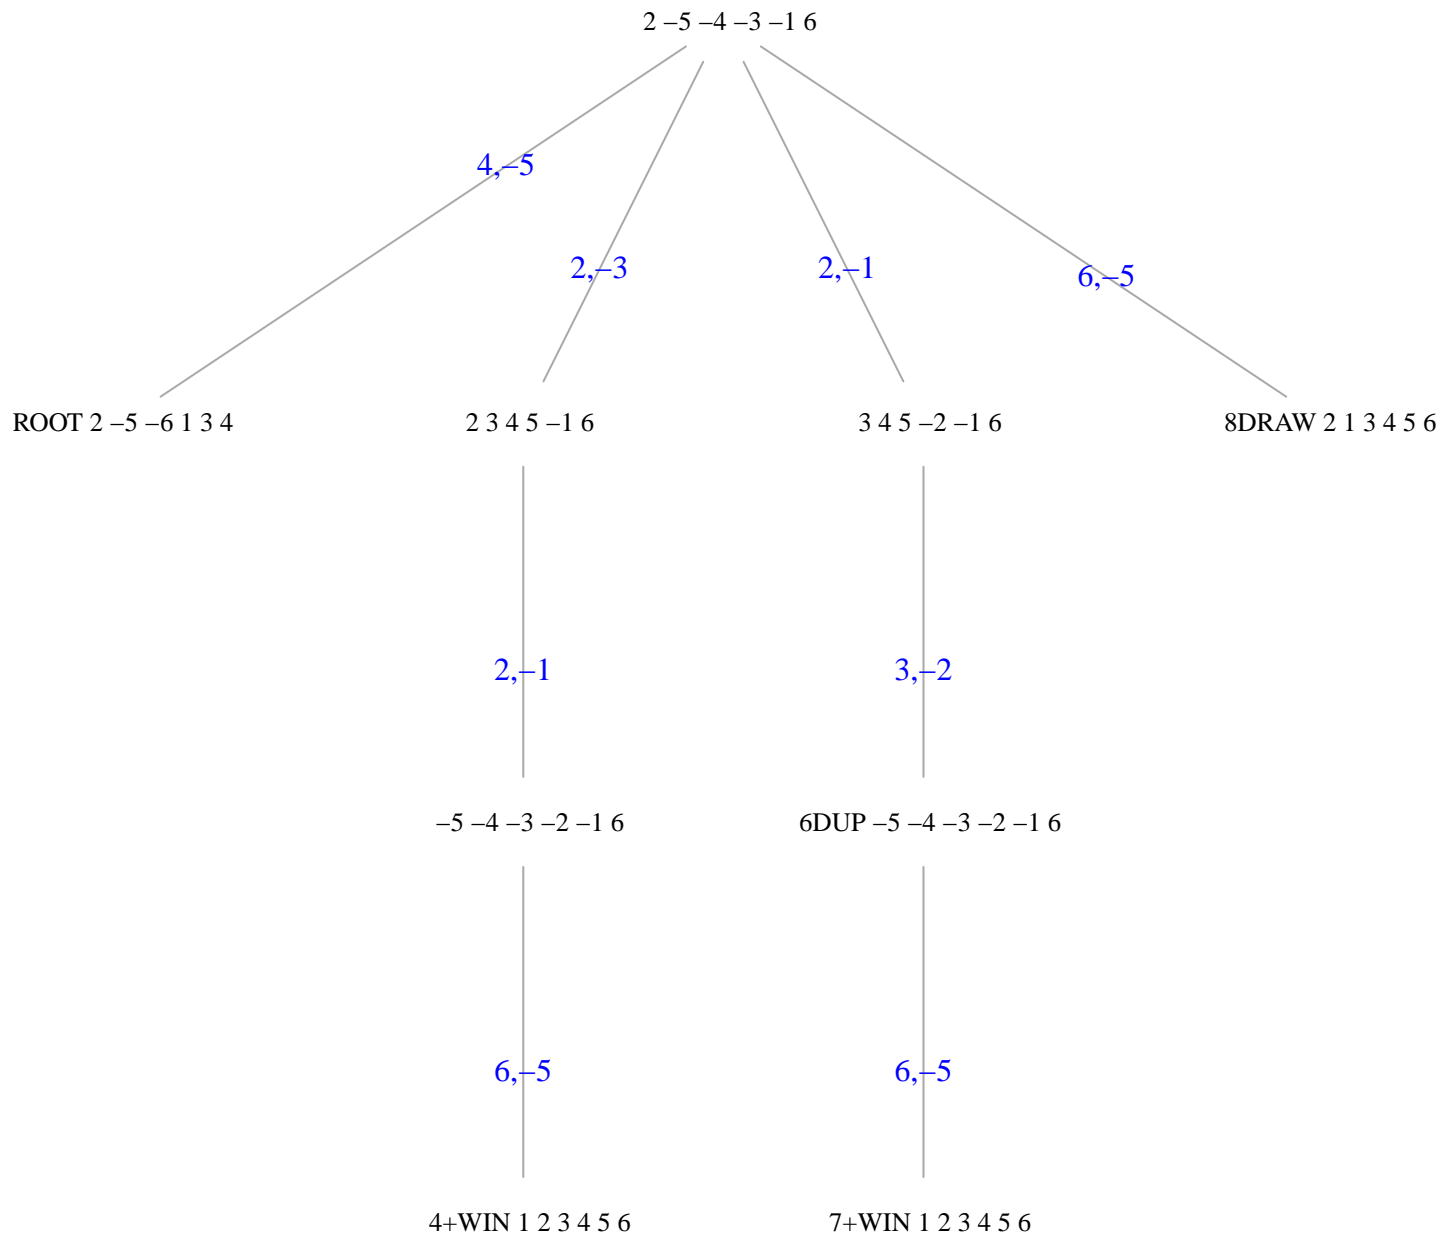 2 –5 –4 –3 –1 6
4,–5
2,–3
2,–1
6,–5
ROOT 2 –5 –6 1 3 4
2 3 4 5 –1 6
3 4 5 –2 –1 6
8DRAW 2 1 3 4 5 6
2,–1
3,–2
–5 –4 –3 –2 –1 6
6DUP –5 –4 –3 –2 –1 6
6,–5
6,–5
4+WIN 1 2 3 4 5 6
7+WIN 1 2 3 4 5 6